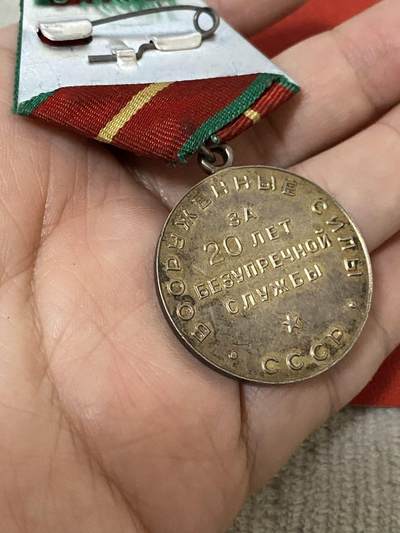 ВООРУЖЕННЫЕ СИЛЫ
ЗА
20 ЛЕТ
БЕЗУПРЕЧНОЙ
СЛУЖБЫ
СССР